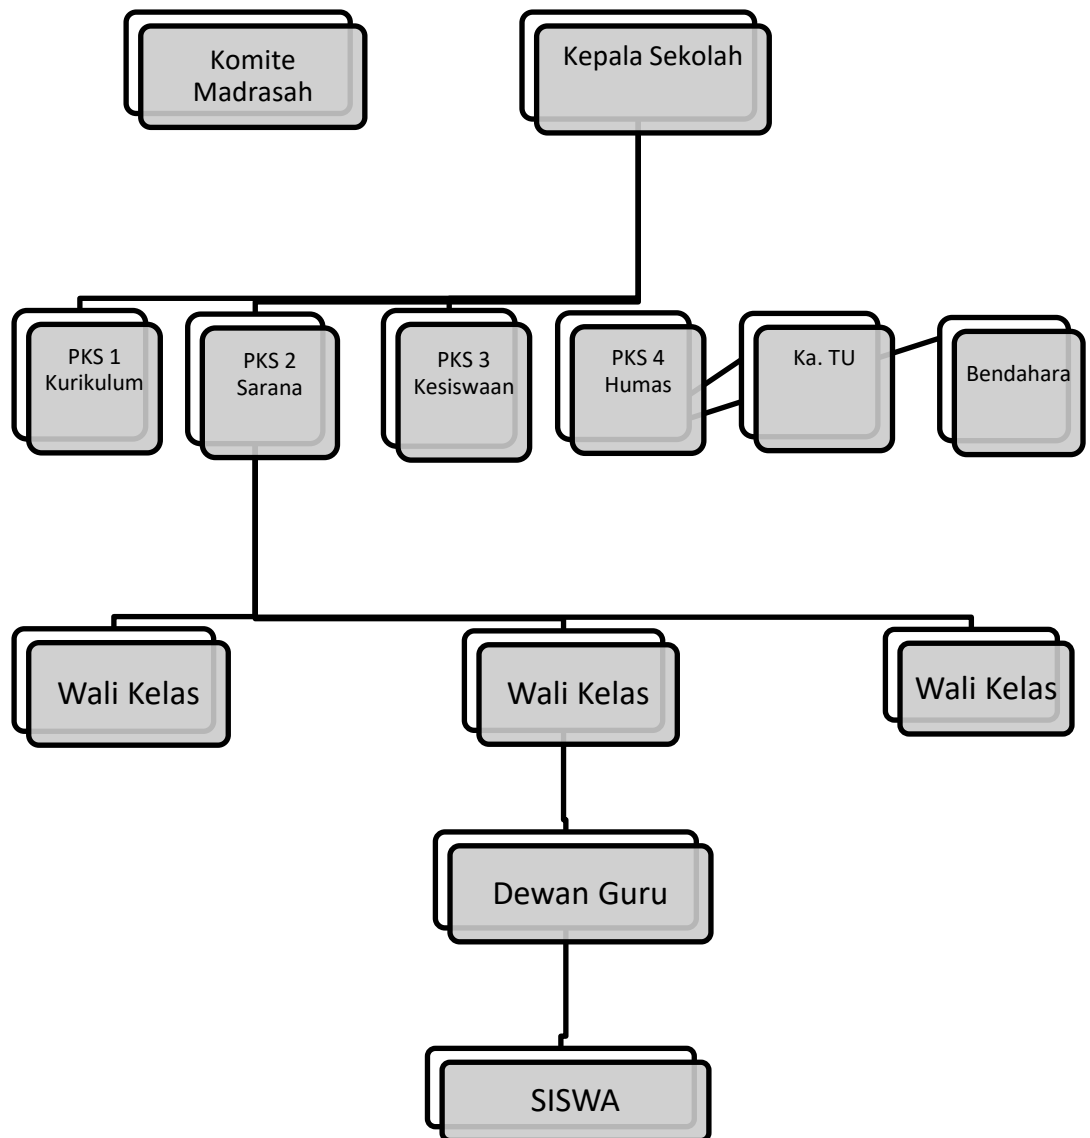 Komite
Madrasah
Kepala Sekolah
PKS 1
Kurikulum
PKS 2
Sarana
PKS 3
Kesiswaan
PKS 4
Humas
Ka. TU
Bendahara
Wali Kelas
Wali Kelas
Wali Kelas
Dewan Guru
SISWA